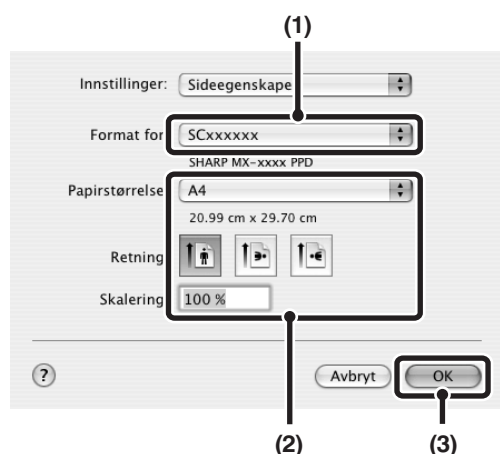 (1)
Innstillinger: Sideegenskaper
Format for SCxxxxxx
SHARP MX-xxxx PPD
Papirstørrelse A4
20.99 cm x 29.70 cm
Retning
Skalering 100 %
? Avbryt OK
(2) (3)